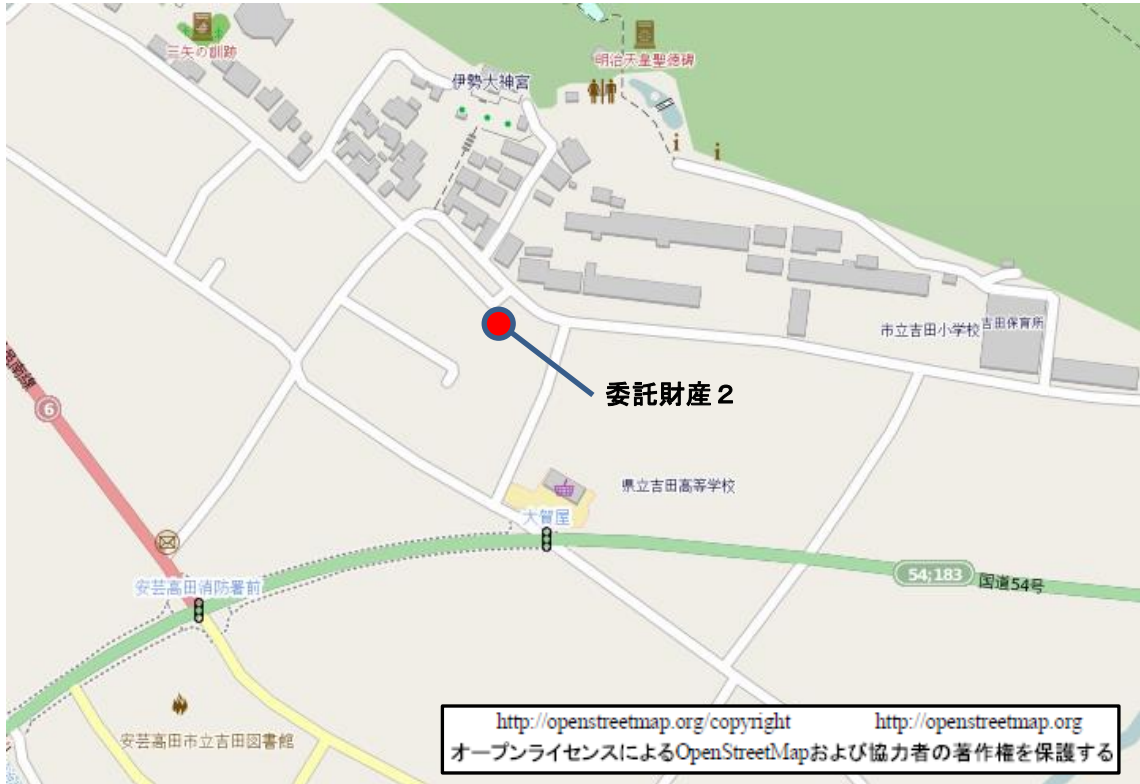 三矢の訓跡
明治天皇聖徳碑
伊勢大神宮
市立吉田小学校
吉田保育所
委託財産２
6
県立吉田高等学校
大賀屋
54;183
国道54号
安芸高田消防署前
安芸高田市立吉田図書館
http://openstreetmap.org/copyright http://openstreetmap.org
オープンライセンスによるOpenStreetMapおよび協力者の著作権を保護する